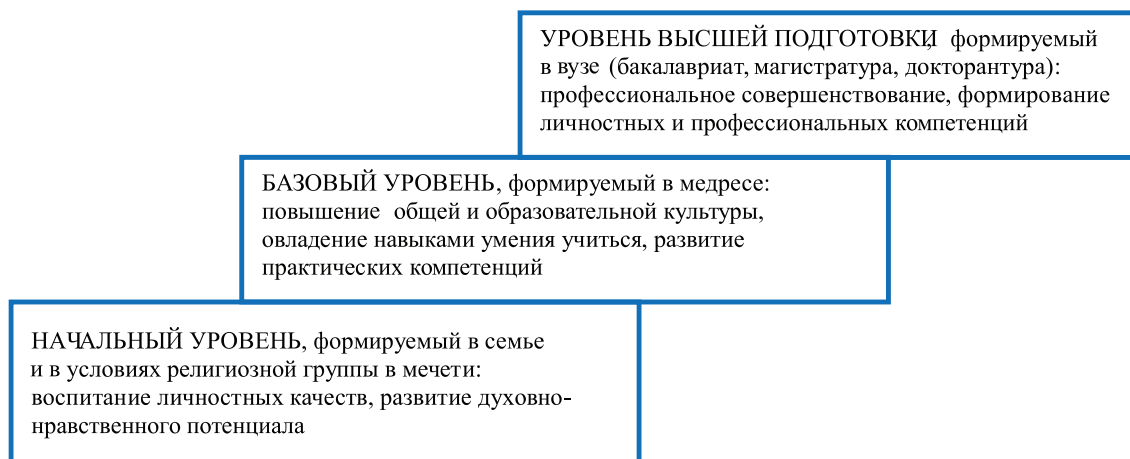 УРОВЕНЬ ВЫСШЕЙ ПОДГОТОВКИ, формируемый
в вузе (бакалавриат, магистратура, докторантура):
профессиональное совершенствование, формирование
личностных и профессиональных компетенций
БАЗОВЫЙ УРОВЕНЬ, формируемый в медресе:
повышение общей и образовательной культуры,
овладение навыками умения учиться, развитие
практических компетенций
НАЧАЛЬНЫЙ УРОВЕНЬ, формируемый в семье
и в условиях религиозной группы в мечети:
воспитание личностных качеств, развитие духовно-
нравственного потенциала